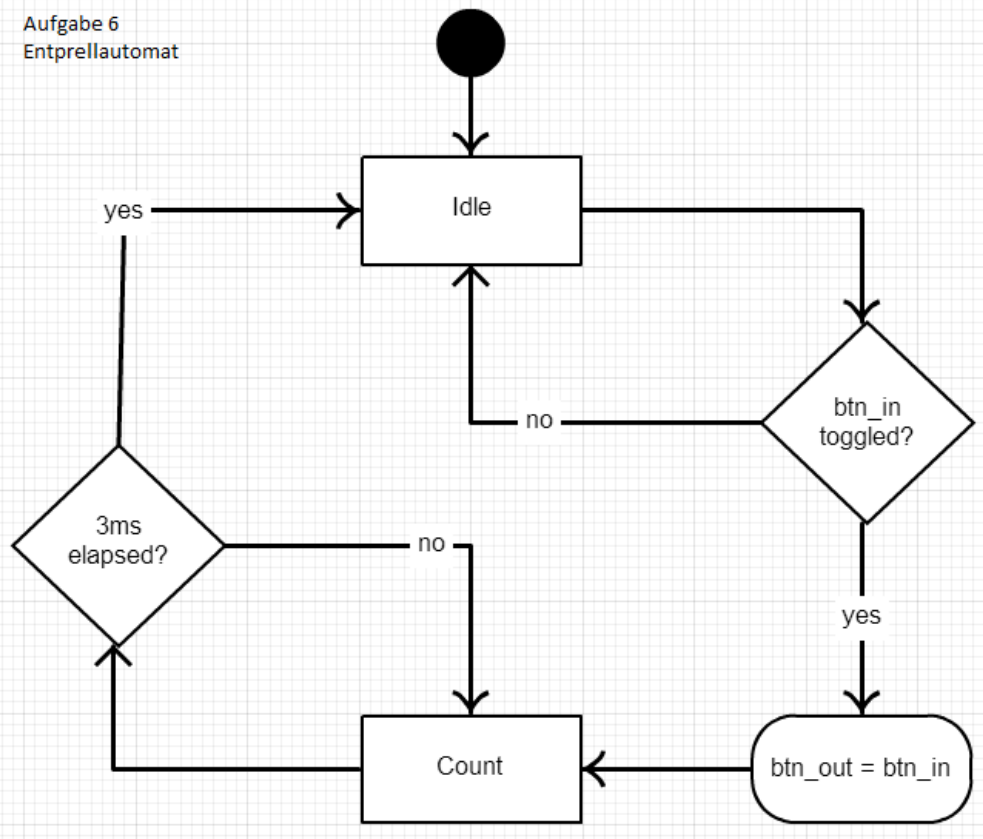 Aufgabe 6
Entprellautomat
Idle
yes
btn_in
toggled?
no
3ms
elapsed?
no
yes
Count
btn_out = btn_in